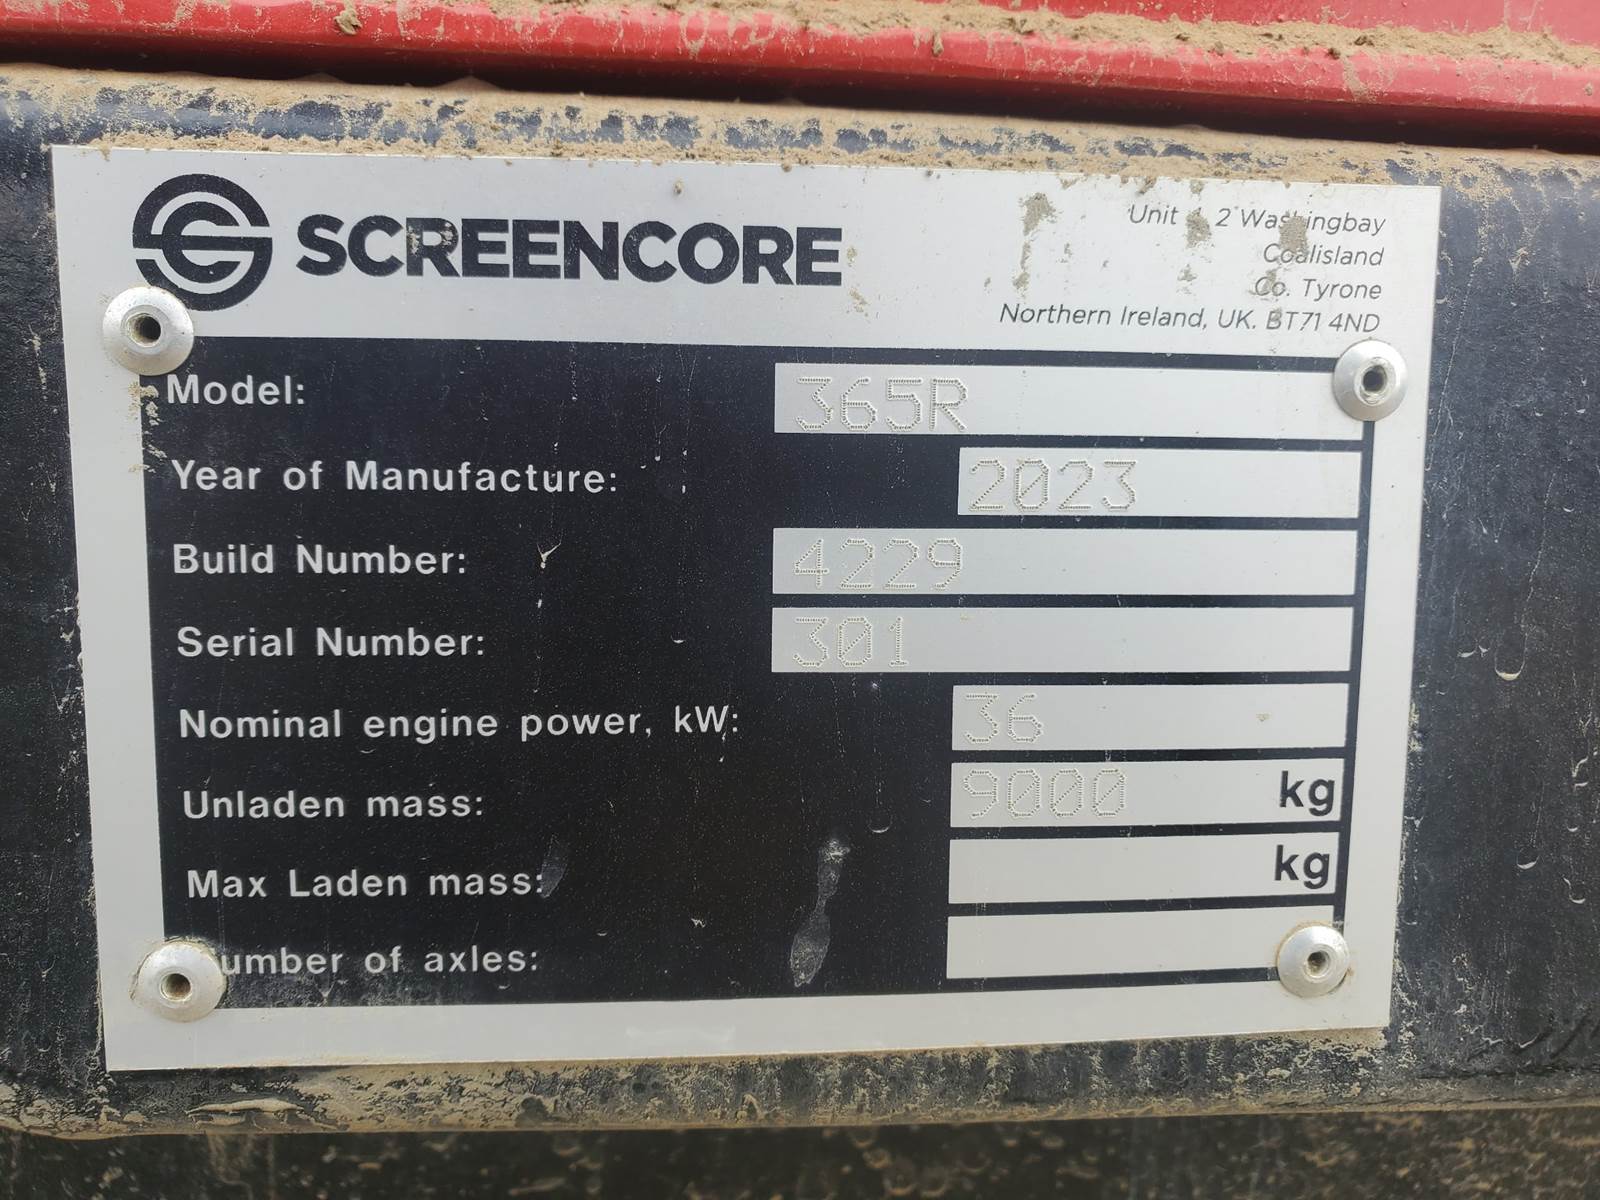 SCREENCORE
Unit 2 Washingbay
Coalisland
Co. Tyrone
Northern Ireland, UK. BT71 4ND
Model: 365R
Year of Manufacture: 2023
Build Number: 4229
Serial Number: 301
Nominal engine power, kW: 36
Unladen mass: 9000 kg
Max Laden mass: kg
Number of axles: